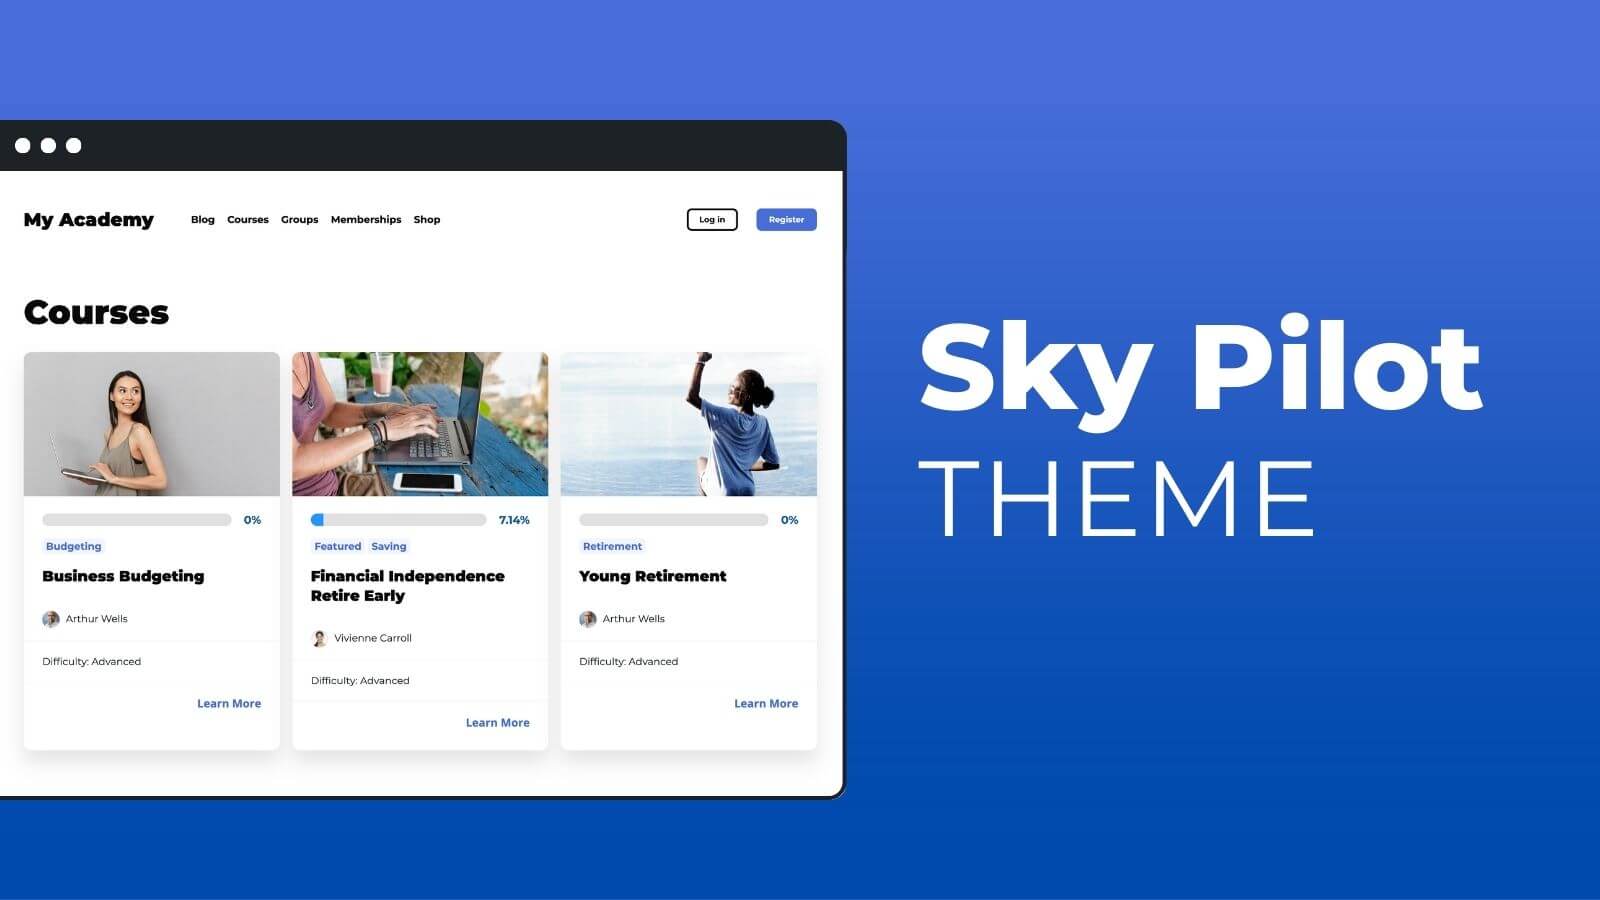 My Academy
Blog Courses Groups Memberships Shop
Log in
Register
Courses
0%
Budgeting
Business Budgeting
Arthur Wells
Difficulty: Advanced
Learn More
7.14%
Featured Saving
Financial Independence
Retire Early
Vivienne Carroll
Difficulty: Advanced
Learn More
0%
Retirement
Young Retirement
Arthur Wells
Difficulty: Advanced
Learn More
Sky Pilot
THEME